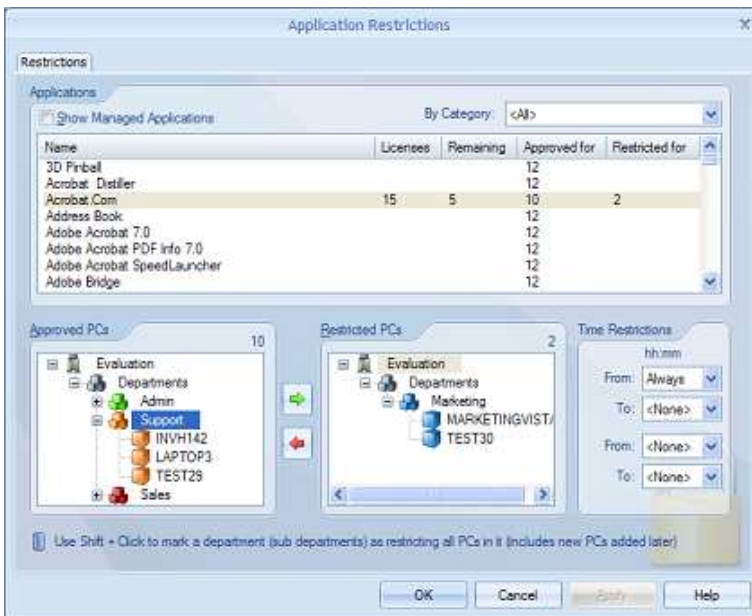 Application Restrictions
Restrictions
Applications
Show Managed Applications
By Category: <All>
Name Licenses Remaining Approved for Restricted for
3D Pinball 12
Acrobat Distiller 12
Acrobat.Com 15 5 10 2
Address Book 12
Adobe Acrobat 7.0 12
Adobe Acrobat PDF Info 7.0 12
Adobe Acrobat SpeedLauncher 12
Adobe Bridge 12
Approved PCs 10
Evaluation
Departments
Admin
Support
INVH142
LAPTOP3
TEST29
Sales
Restricted PCs 2
Evaluation
Departments
Marketing
MARKETINGVISTA
TEST30
Time Restrictions
hh:mm
From: Always
To: <None>
From: <None>
To: <None>
Use Shift + Click to mark a department (sub departments) as restricting all PCs in it (includes new PCs added later)
OK Cancel Apply Help